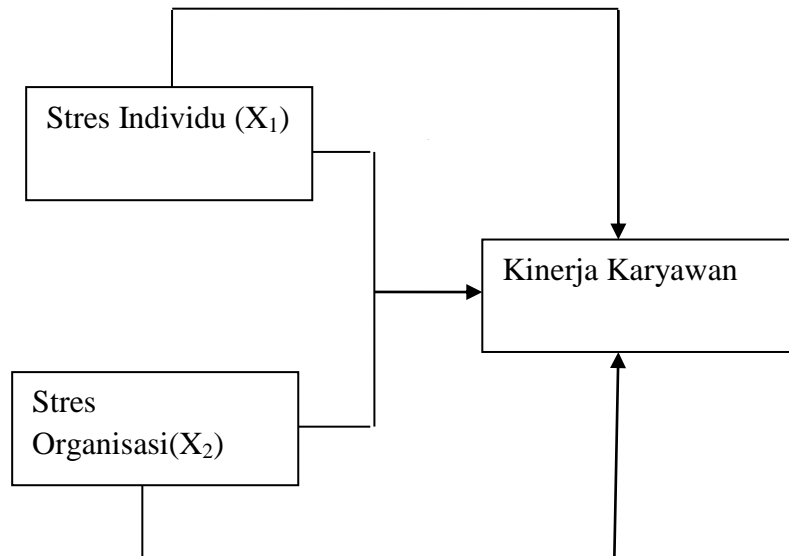 Stres Individu (X₁)
Kinerja Karyawan
Stres
Organisasi(X₂)